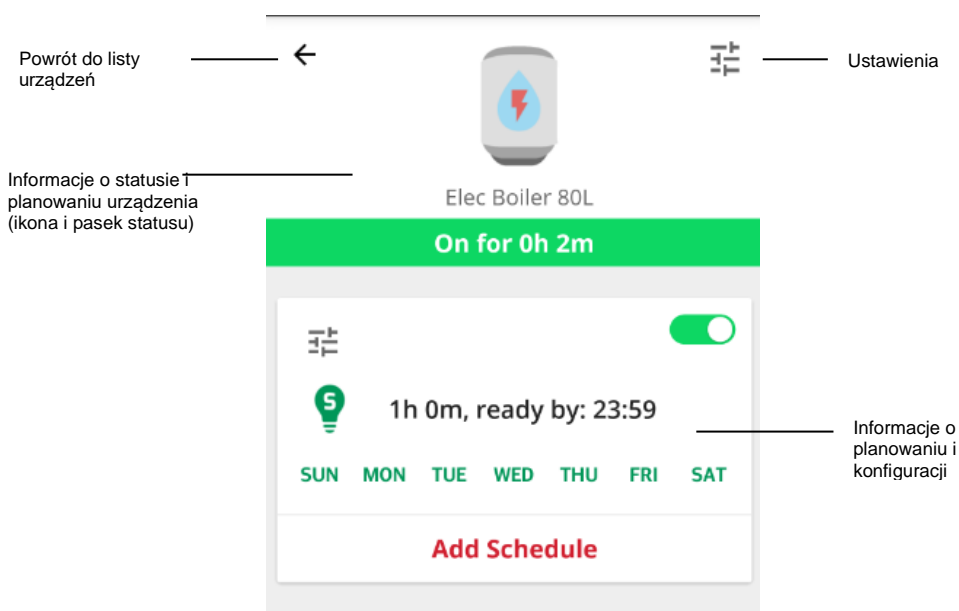 Powrót do listy
urządzeń
Ustawienia
Informacje o statusie i
planowaniu urządzenia
(ikona i pasek statusu)
Elec Boiler 80L
On for 0h 2m
S
1h 0m, ready by: 23:59
SUN MON TUE WED THU FRI SAT
Informacje o
planowaniu i
konfiguracji
Add Schedule